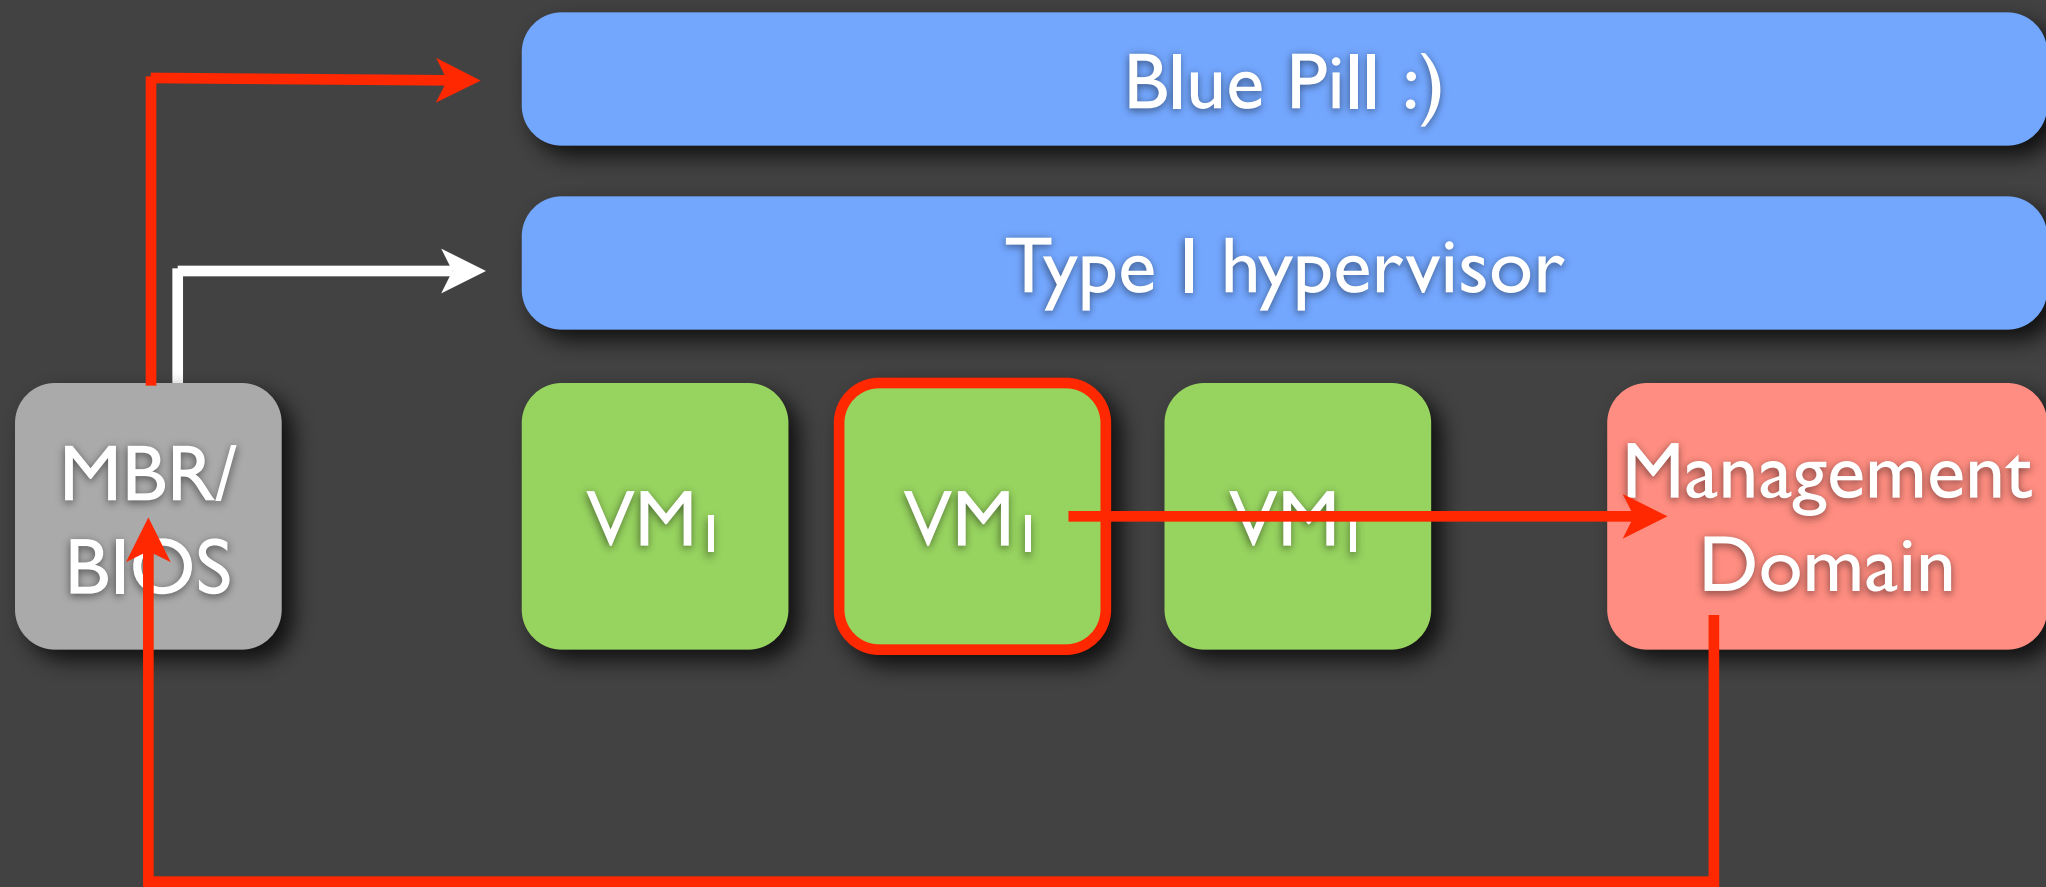 Blue Pill :)
Type I hypervisor
MBR/
BIOS
VM1
VM1
VM1
Management
Domain